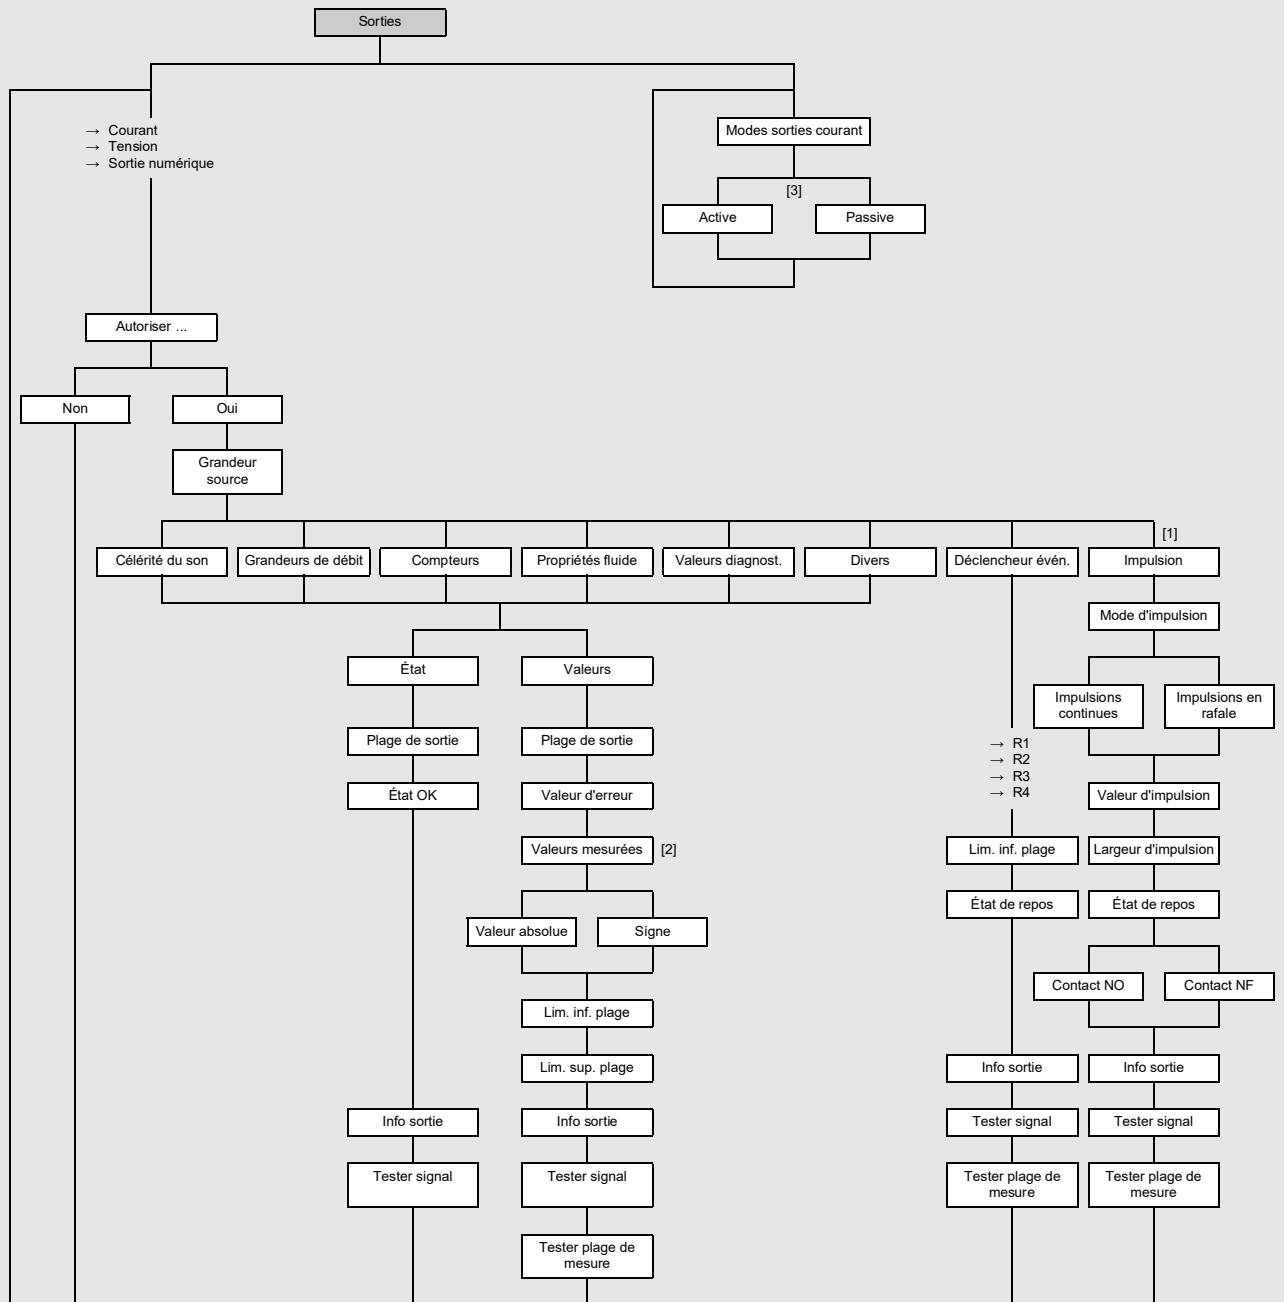 Sorties
→ Courant
→ Tension
→ Sortie numérique
Modes sorties courant
[3]
Active
Passive
Autoriser ...
Non
Oui
Grandeur
source
[1]
Célérité du son
Grandeurs de débit
Compteurs
Propriétés fluide
Valeurs diagnost.
Divers
Déclencheur évén.
Impulsion
Mode d'impulsion
État
Valeurs
Impulsions
continues
Impulsions en
rafale
Plage de sortie
Plage de sortie
→ R1
→ R2
→ R3
→ R4
État OK
Valeur d'erreur
Valeur d'impulsion
Valeurs mesurées
[2]
Lim. inf. plage
Largeur d'impulsion
État de repos
État de repos
Valeur absolue
Signe
Contact NO
Contact NF
Lim. inf. plage
Lim. sup. plage
Info sortie
Info sortie
Info sortie
Info sortie
Tester signal
Tester signal
Tester signal
Tester signal
Tester plage de
mesure
Tester plage de
mesure
Tester plage de
mesure